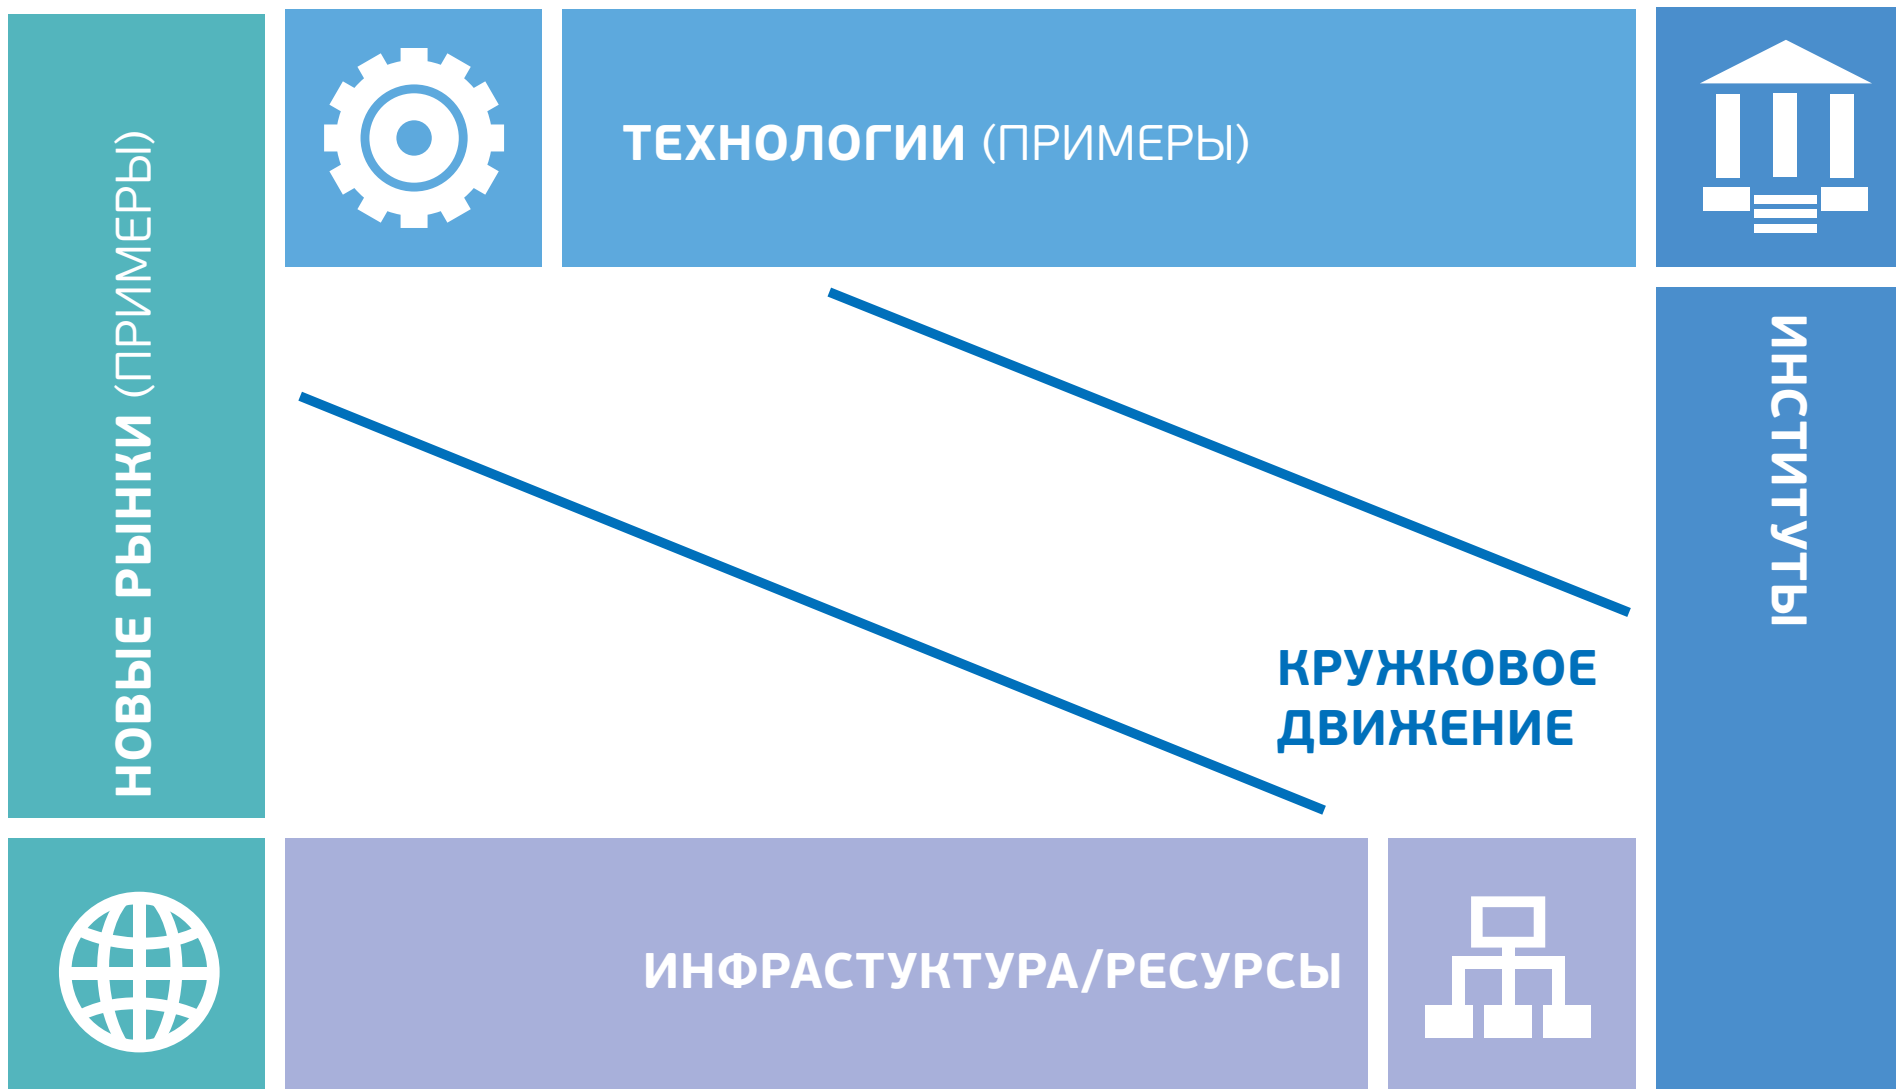 НОВЫЕ РЫНКИ (ПРИМЕРЫ)
ТЕХНОЛОГИИ (ПРИМЕРЫ)
ИНСТИТУТЫ
КРУЖКОВОЕ
ДВИЖЕНИЕ
ИНФРАСТУКТУРА/РЕСУРСЫ